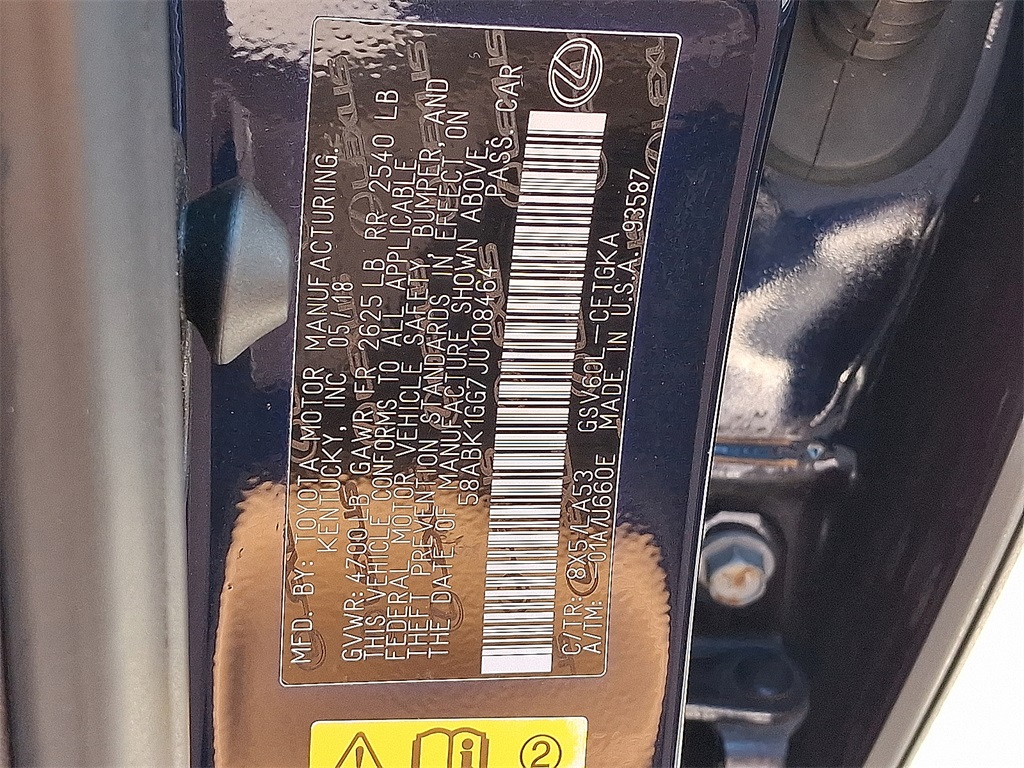 MFD. BY: TOYOTA MOTOR MANUFACTURING,
KENTUCKY, INC 05/18
GVWR: 4700 LB GAWR FR 2625 LB RR 2540 LB
THIS VEHICLE CONFORMS TO ALL APPLICABLE
FEDERAL MOTOR VEHICLE SAFETY BUMPER, AND
THEFT PREVENTION STANDARDS IN EFFECT ON
THE DATE OF MANUFACTURE SHOWN ABOVE.
58ABK1GG7JU108464 PASS. CAR
C/TR: 8X5/LA53 GSV60L-CETGKA
A/TM: 01A/U660E MADE IN U.S.A. 93587
2